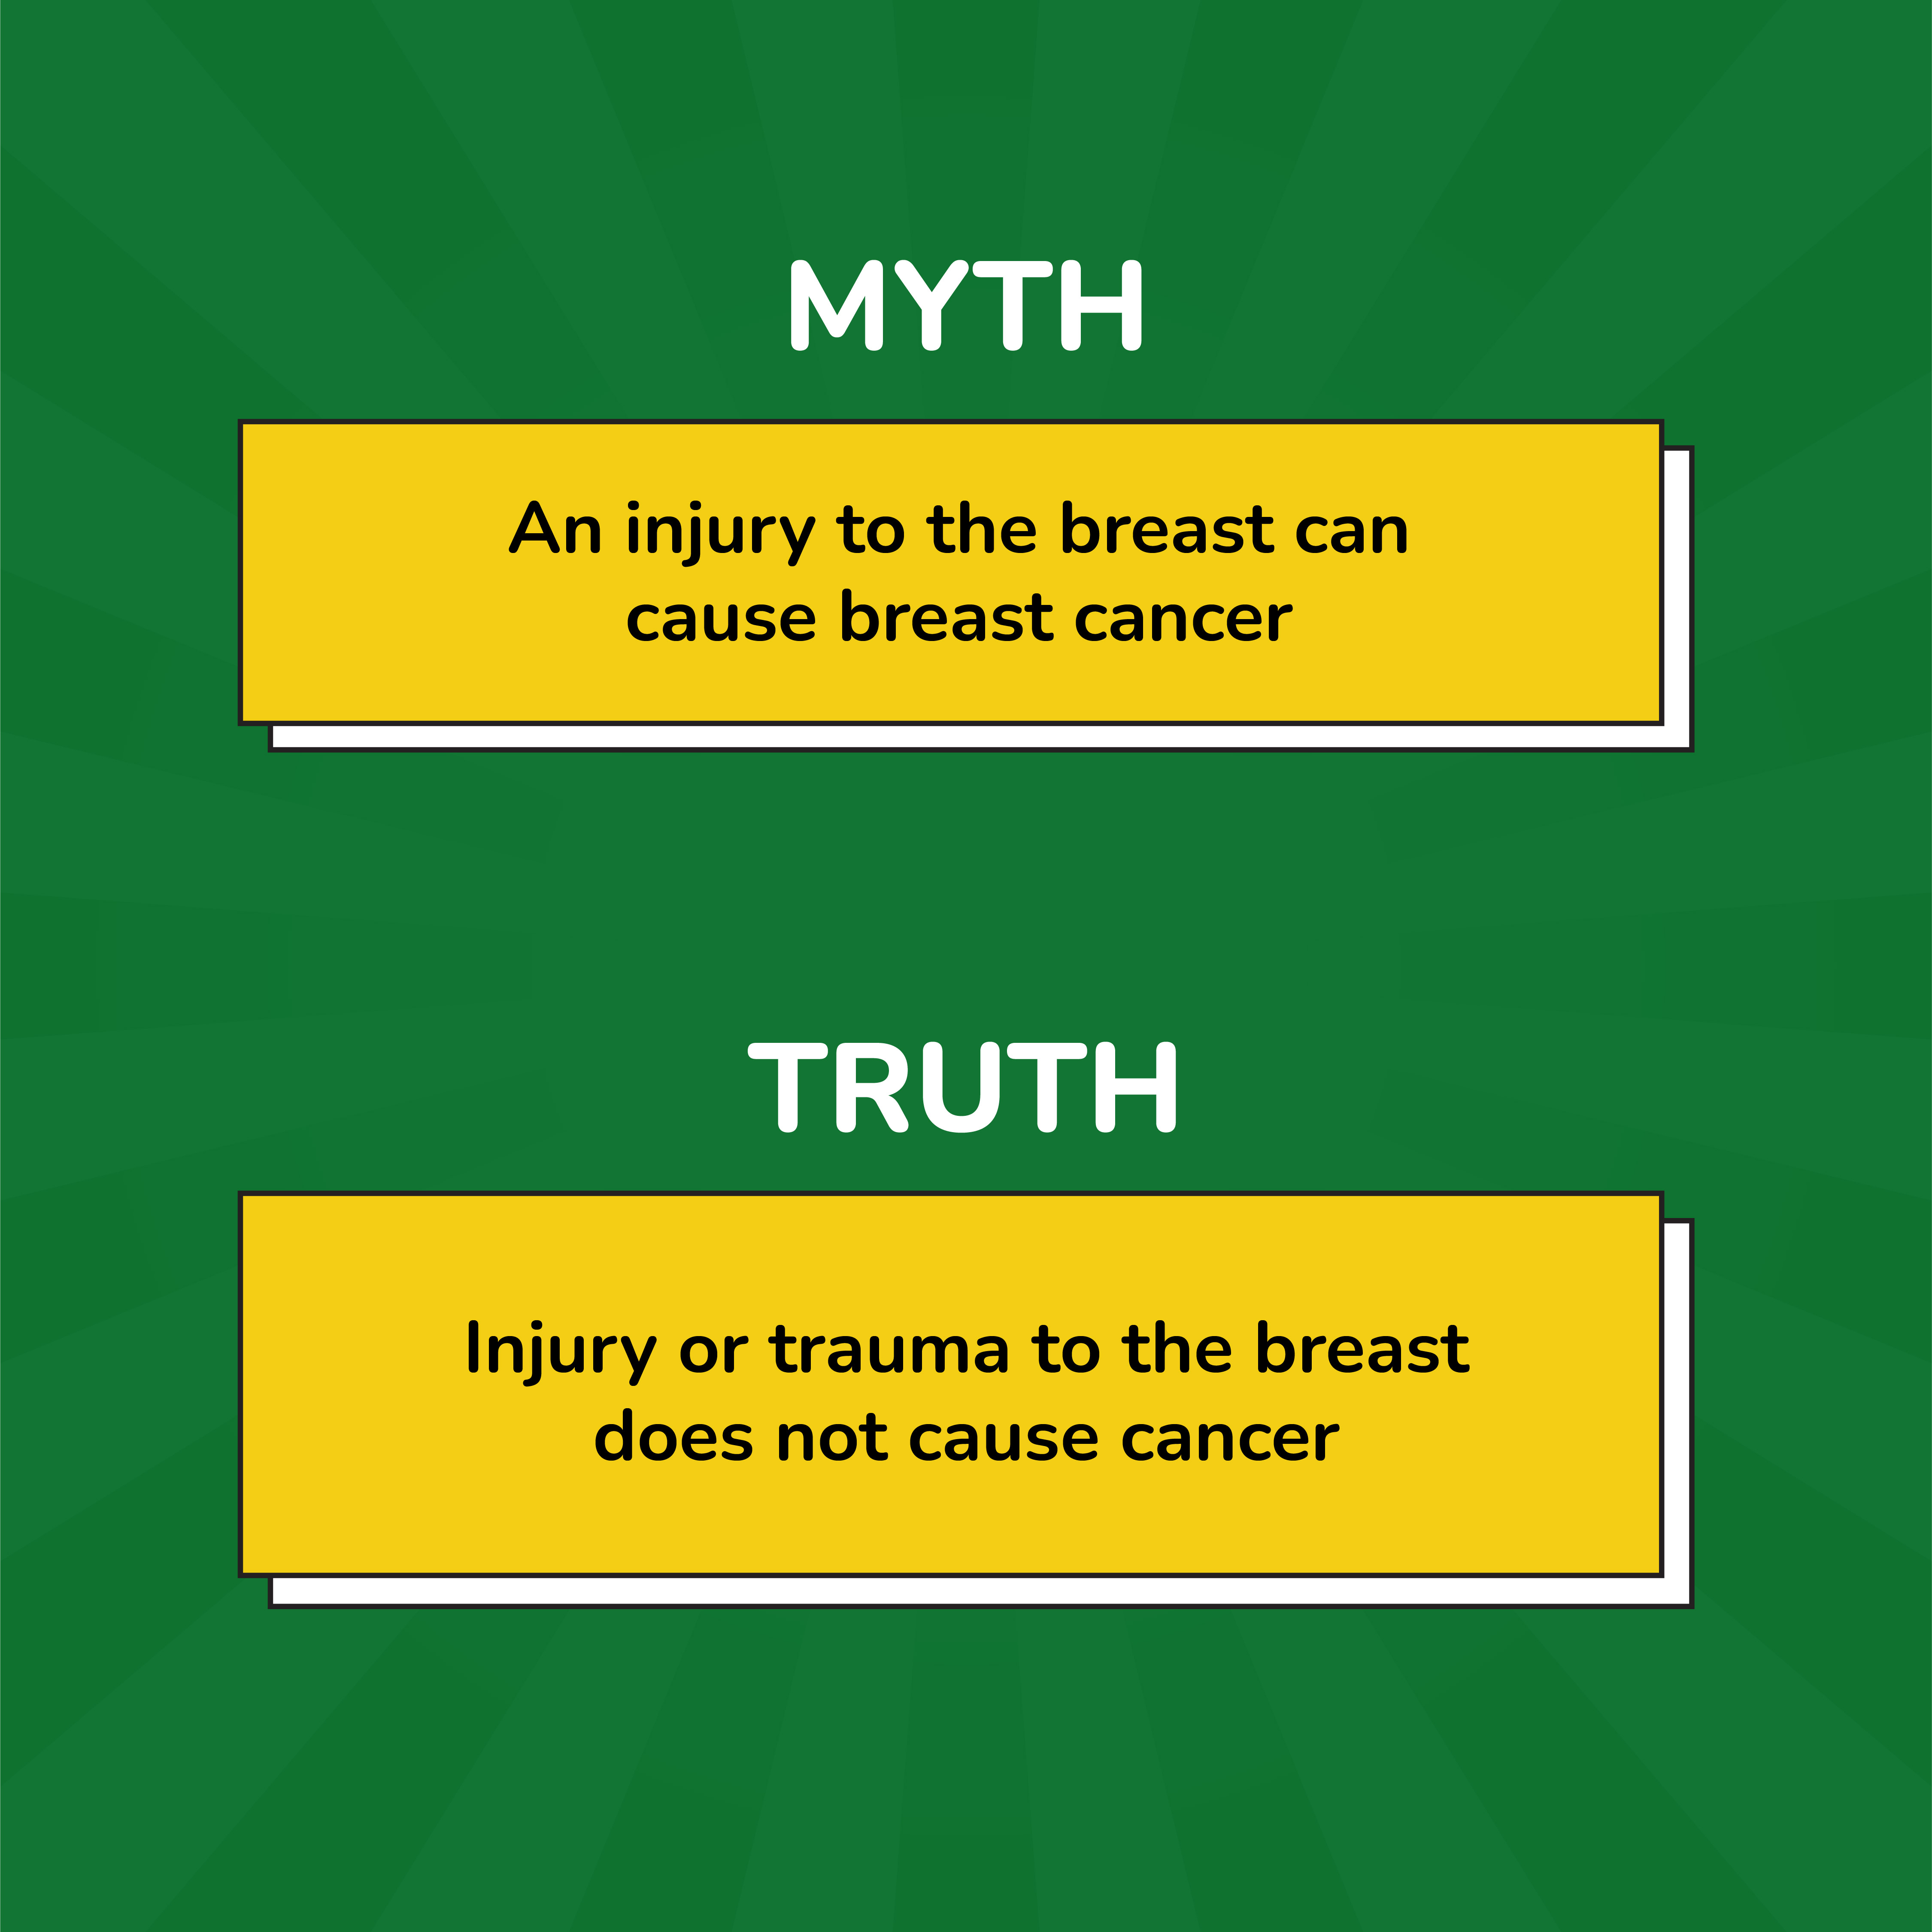 MYTH
An injury to the breast can
cause breast cancer
TRUTH
Injury or trauma to the breast
does not cause cancer